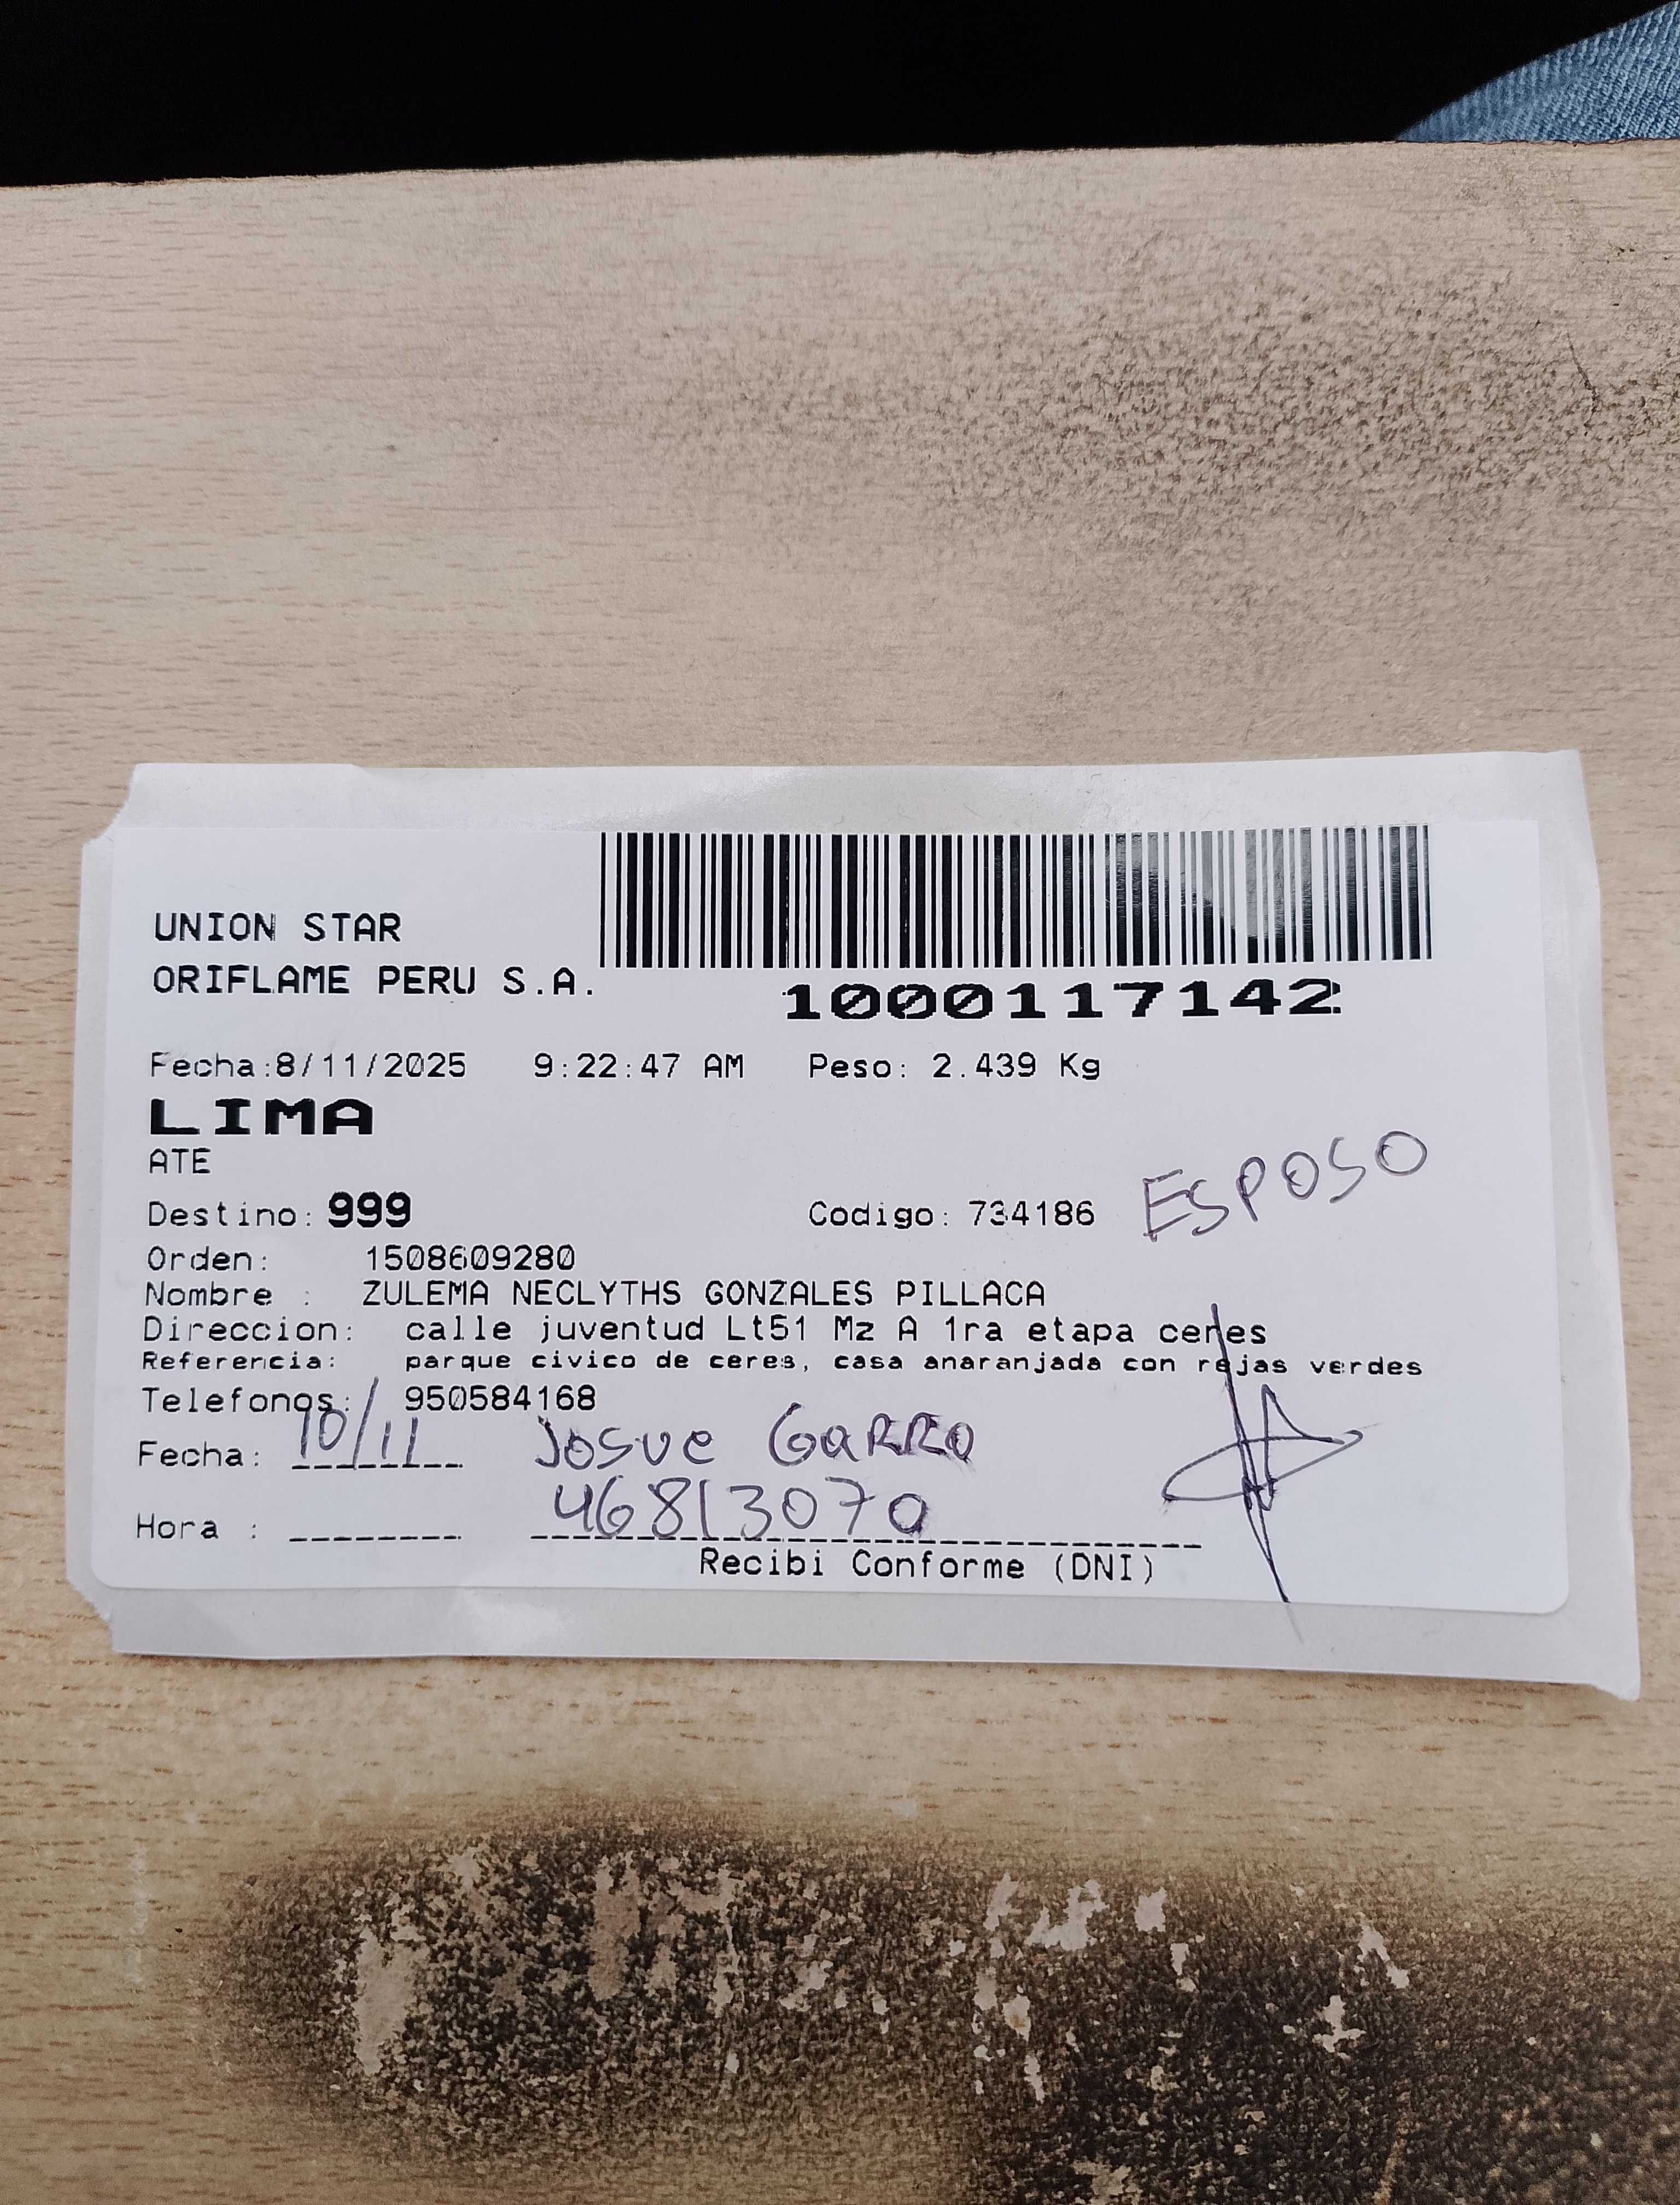 UNION STAR
ORIFLAME PERU S.A.
1000117142
Fecha:8/11/2025 9:22:47 AM Peso: 2.439 Kg
LIMA
ATE
Destino: 999 Codigo: 734186 ESPOSO
Orden: 1508609280
Nombre : ZULEMA NECLYTHS GONZALES PILLACA
Direccion: calle juventud Lt51 Mz A 1ra etapa ceres
Referencia: parque civico de ceres, casa anaranjada con rejas verdes
Telefonos: 950584168
Fecha: 10/11 Josue GARRO
Hora : 46813070
Recibi Conforme (DNI)